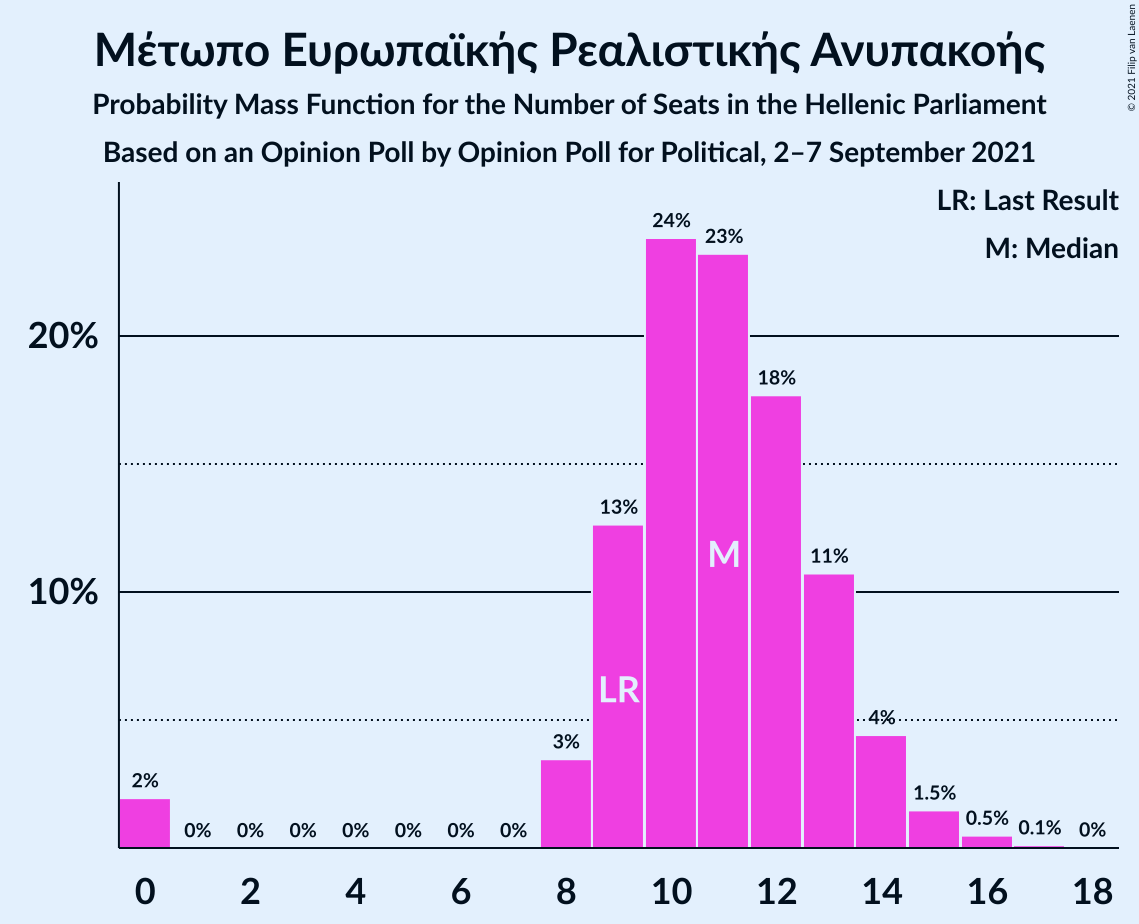 Μέτωπο Ευρωπαϊκής Ρεαλιστικής Ανυπακοής
Probability Mass Function for the Number of Seats in the Hellenic Parliament
Based on an Opinion Poll by Opinion Poll for Political, 2–7 September 2021
© 2021 Filip van Laenen
LR: Last Result
M: Median
20%
10%
2%
0%
0%
0%
0%
0%
0%
0%
3%
13%
24%
23%
18%
11%
4%
1.5%
0.5%
0.1%
0%
LR
M
0 2 4 6 8 10 12 14 16 18